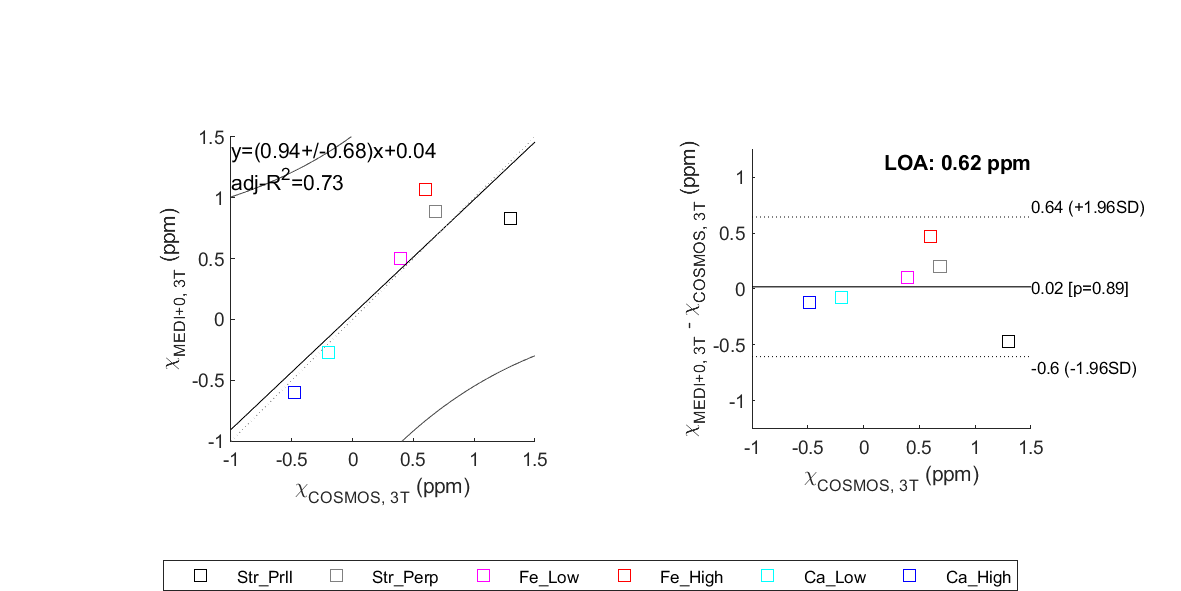 y=(0.94+/-0.68)x+0.04
adj-R²=0.73
1.5
1
0.5
0
-0.5
-1
-1
-0.5
0
0.5
1
1.5
χMEDI+0, 3T (ppm)
χCOSMOS, 3T (ppm)
LOA: 0.62 ppm
1
0.5
0
-0.5
-1
-1
-0.5
0
0.5
1
1.5
0.64 (+1.96SD)
0.02 [p=0.89]
-0.6 (-1.96SD)
χMEDI+0, 3T - χCOSMOS, 3T (ppm)
χCOSMOS, 3T (ppm)
Str_Prll Str_Perp Fe_Low Fe_High Ca_Low Ca_High